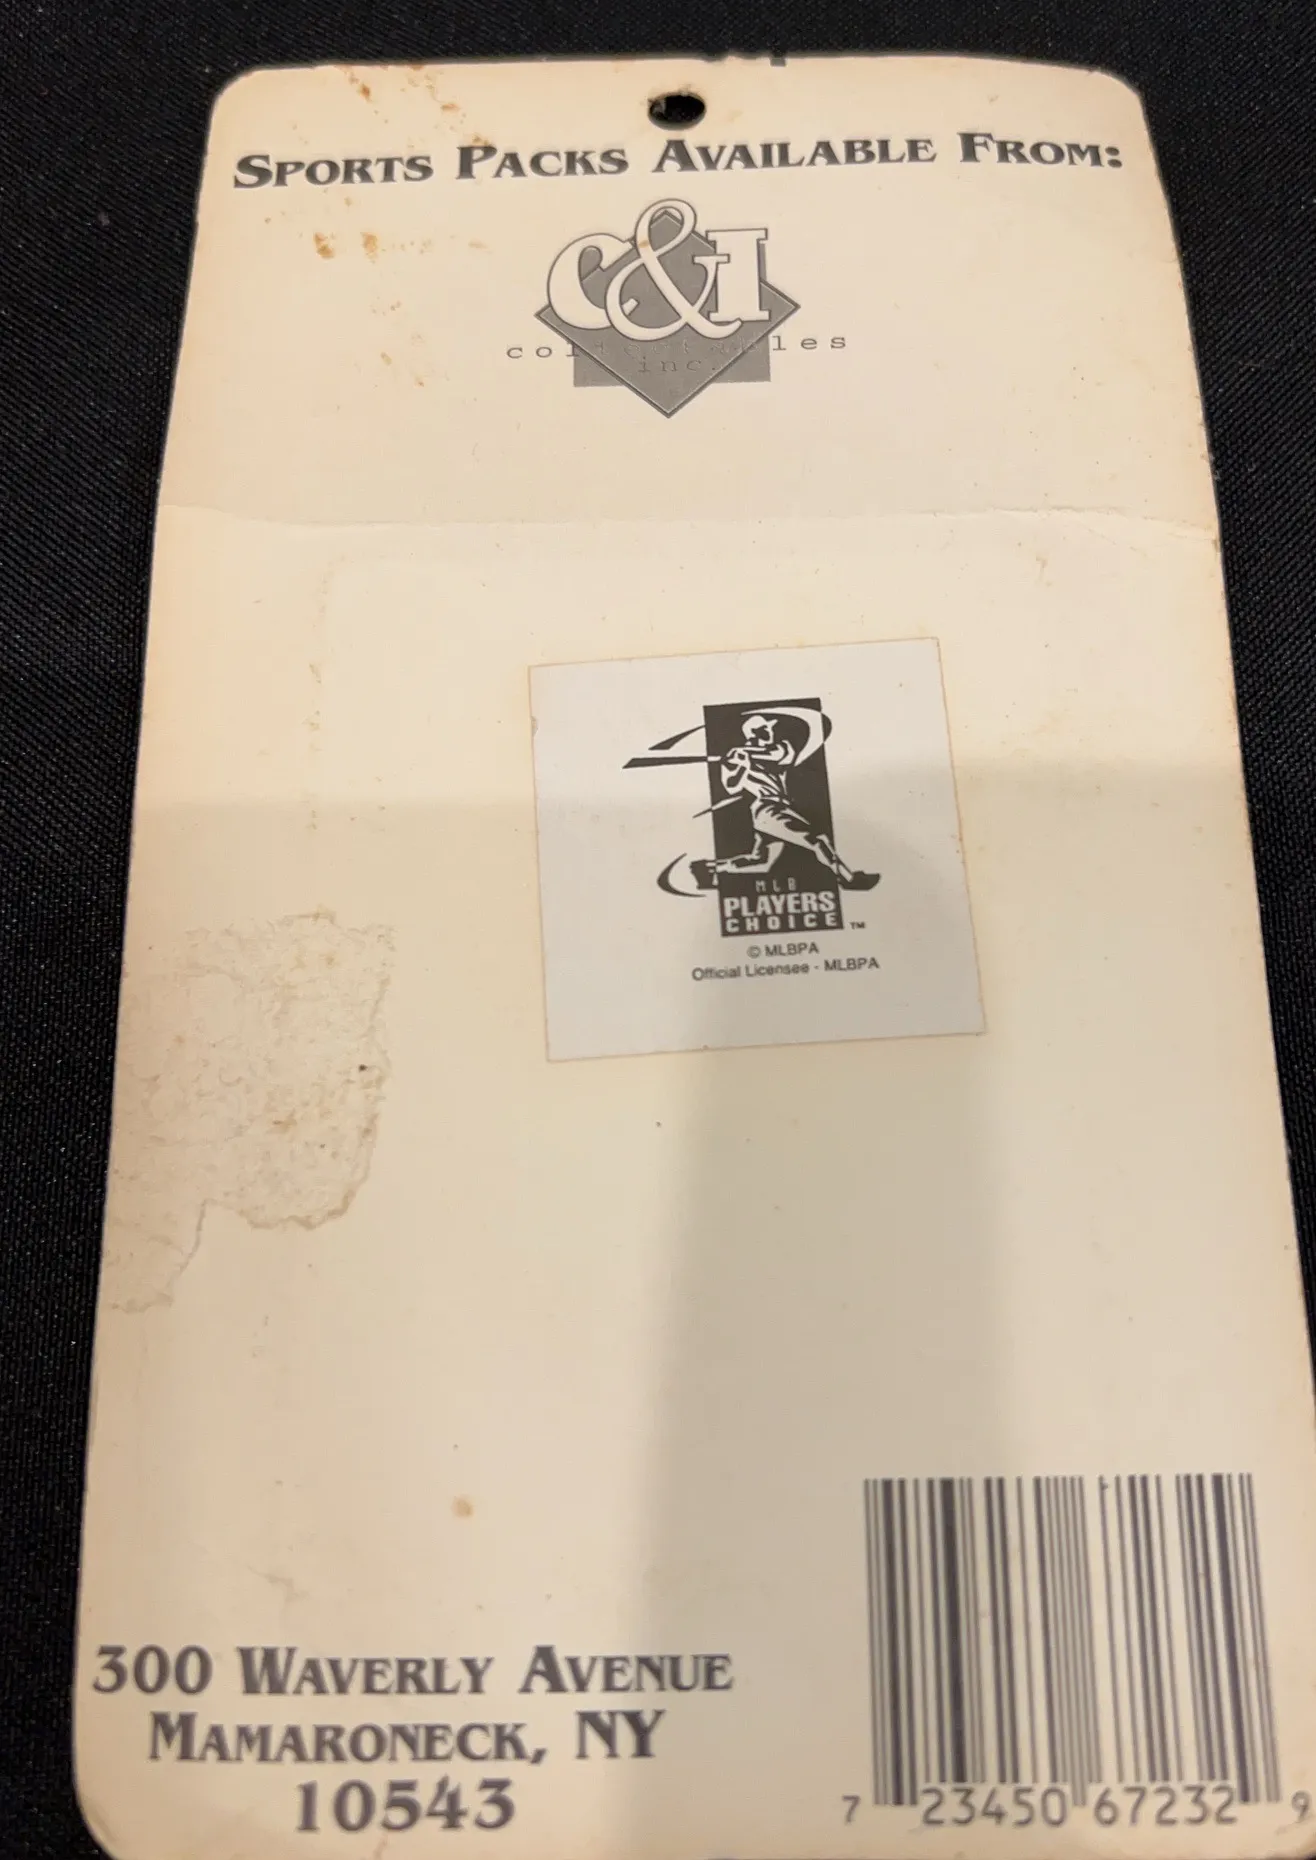 SPORTS PACKS AVAILABLE FROM:
C&I
collectables
inc.
MLB
PLAYERS
CHOICE ™
© MLBPA
Official Licensee - MLBPA
300 WAVERLY AVENUE
MAMARONECK, NY
10543
7 23450 67232 9